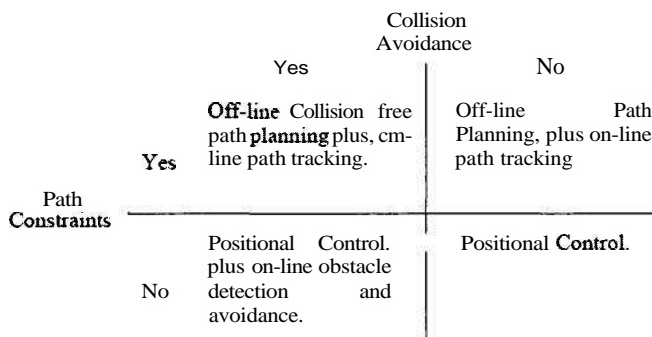 Collision
Avoidance
Yes
No
Off-line Collision free
path planning plus, cm-
line path tracking.
Off-line Path
Planning, plus on-line
path tracking
Yes
Path
Constraints
Positional Control.
plus on-line obstacle
detection and
avoidance.
Positional Control.
No